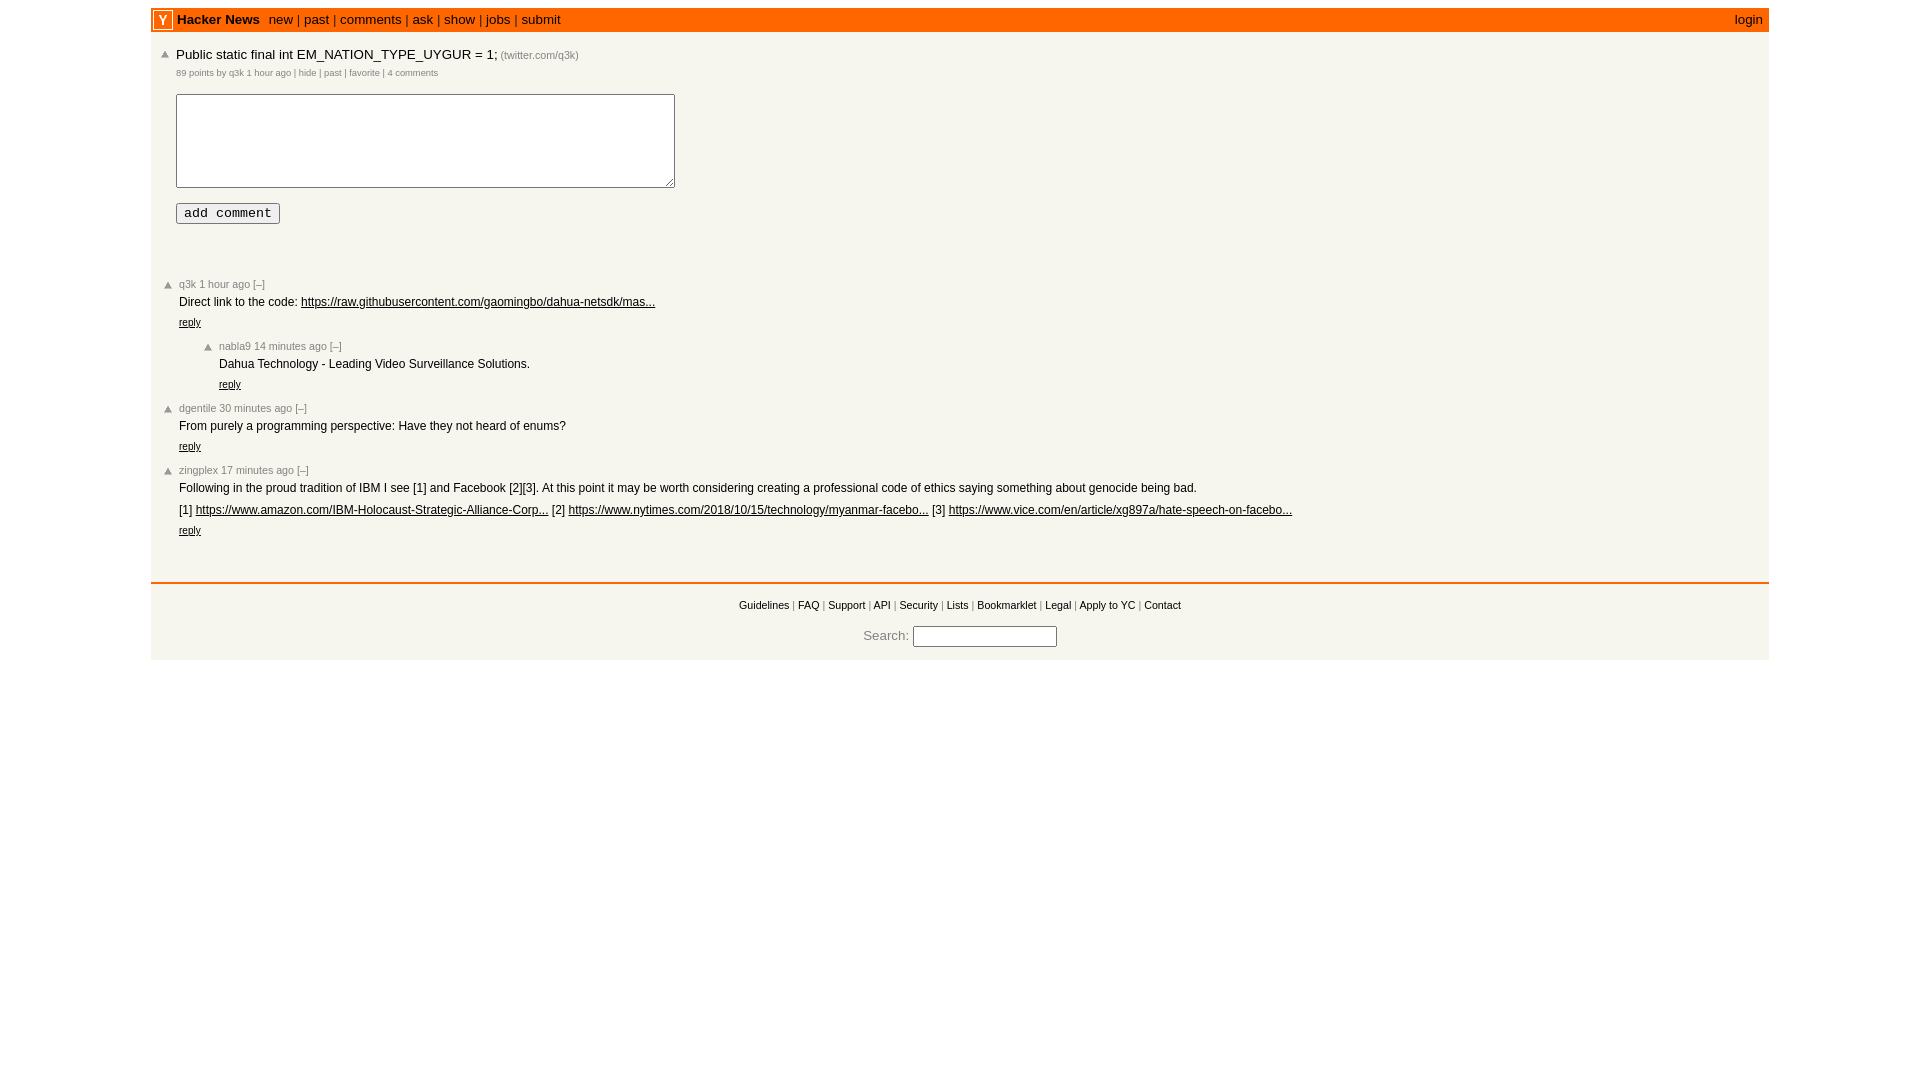 Y Hacker News new | past | comments | ask | show | jobs | submit login
Public static final int EM_NATION_TYPE_UYGUR = 1; (twitter.com/q3k)
89 points by q3k 1 hour ago | hide | past | favorite | 4 comments
add comment
q3k 1 hour ago [–]
Direct link to the code: https://raw.githubusercontent.com/gaomingbo/dahua-netsdk/mas...
reply
nabla9 14 minutes ago [–]
Dahua Technology - Leading Video Surveillance Solutions.
reply
dgentile 30 minutes ago [–]
From purely a programming perspective: Have they not heard of enums?
reply
zingplex 17 minutes ago [–]
Following in the proud tradition of IBM I see [1] and Facebook [2][3]. At this point it may be worth considering creating a professional code of ethics saying something about genocide being bad.
[1] https://www.amazon.com/IBM-Holocaust-Strategic-Alliance-Corp... [2] https://www.nytimes.com/2018/10/15/technology/myanmar-facebo... [3] https://www.vice.com/en/article/xg897a/hate-speech-on-facebo...
reply
Guidelines | FAQ | Support | API | Security | Lists | Bookmarklet | Legal | Apply to YC | Contact
Search: